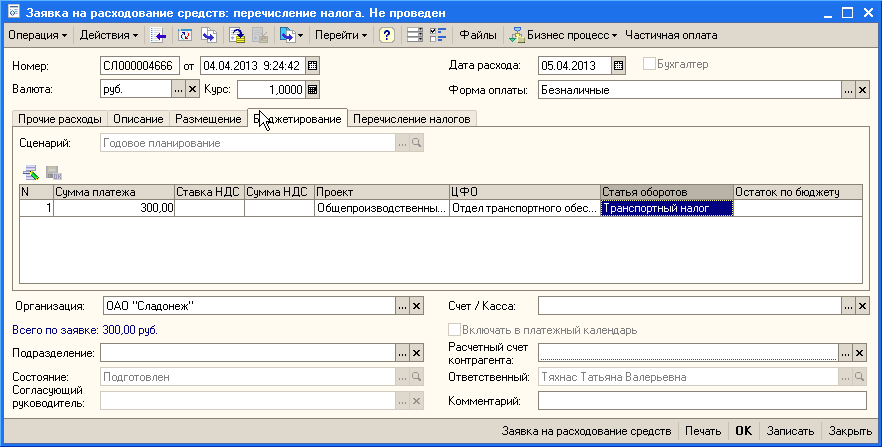 Заявка на расходование средств: перечисление налога. Не проведен
Операция Действия Перейти Файлы Бизнес процесс Частичная оплата
Номер: СЛ000004666 от 04.04.2013 9:24:42 Дата расхода: 05.04.2013 Бухгалтер
Валюта: руб. ... Курс: 1,0000 Форма оплаты: Безналичные ...
Прочие расходы Описание Размещение Бюджетирование Перечисление налогов
Сценарий: Годовое планирование ...
N Сумма платежа Ставка НДС Сумма НДС Проект ЦФО Статья оборотов Остаток по бюджету
1 300,00 Общепроизводственны... Отдел транспортного обес... Транспортный налог
Организация: ОАО "Сладонеж" ... Счет / Касса: ...
Всего по заявке: 300,00 руб. Включать в платежный календарь
Подразделение: ... Расчетный счет контрагента: ...
Состояние: Подготовлен ... Ответственный: Тяхнас Татьяна Валерьевна ...
Согласующий руководитель: ... Комментарий:
Заявка на расходование средств Печать OK Записать Закрыть